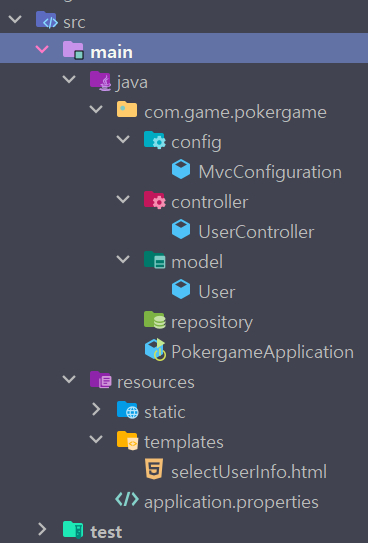 src
main
java
com.game.pokergame
config
MvcConfiguration
controller
UserController
model
User
repository
PokergameApplication
resources
static
templates
selectUserInfo.html
application.properties
test